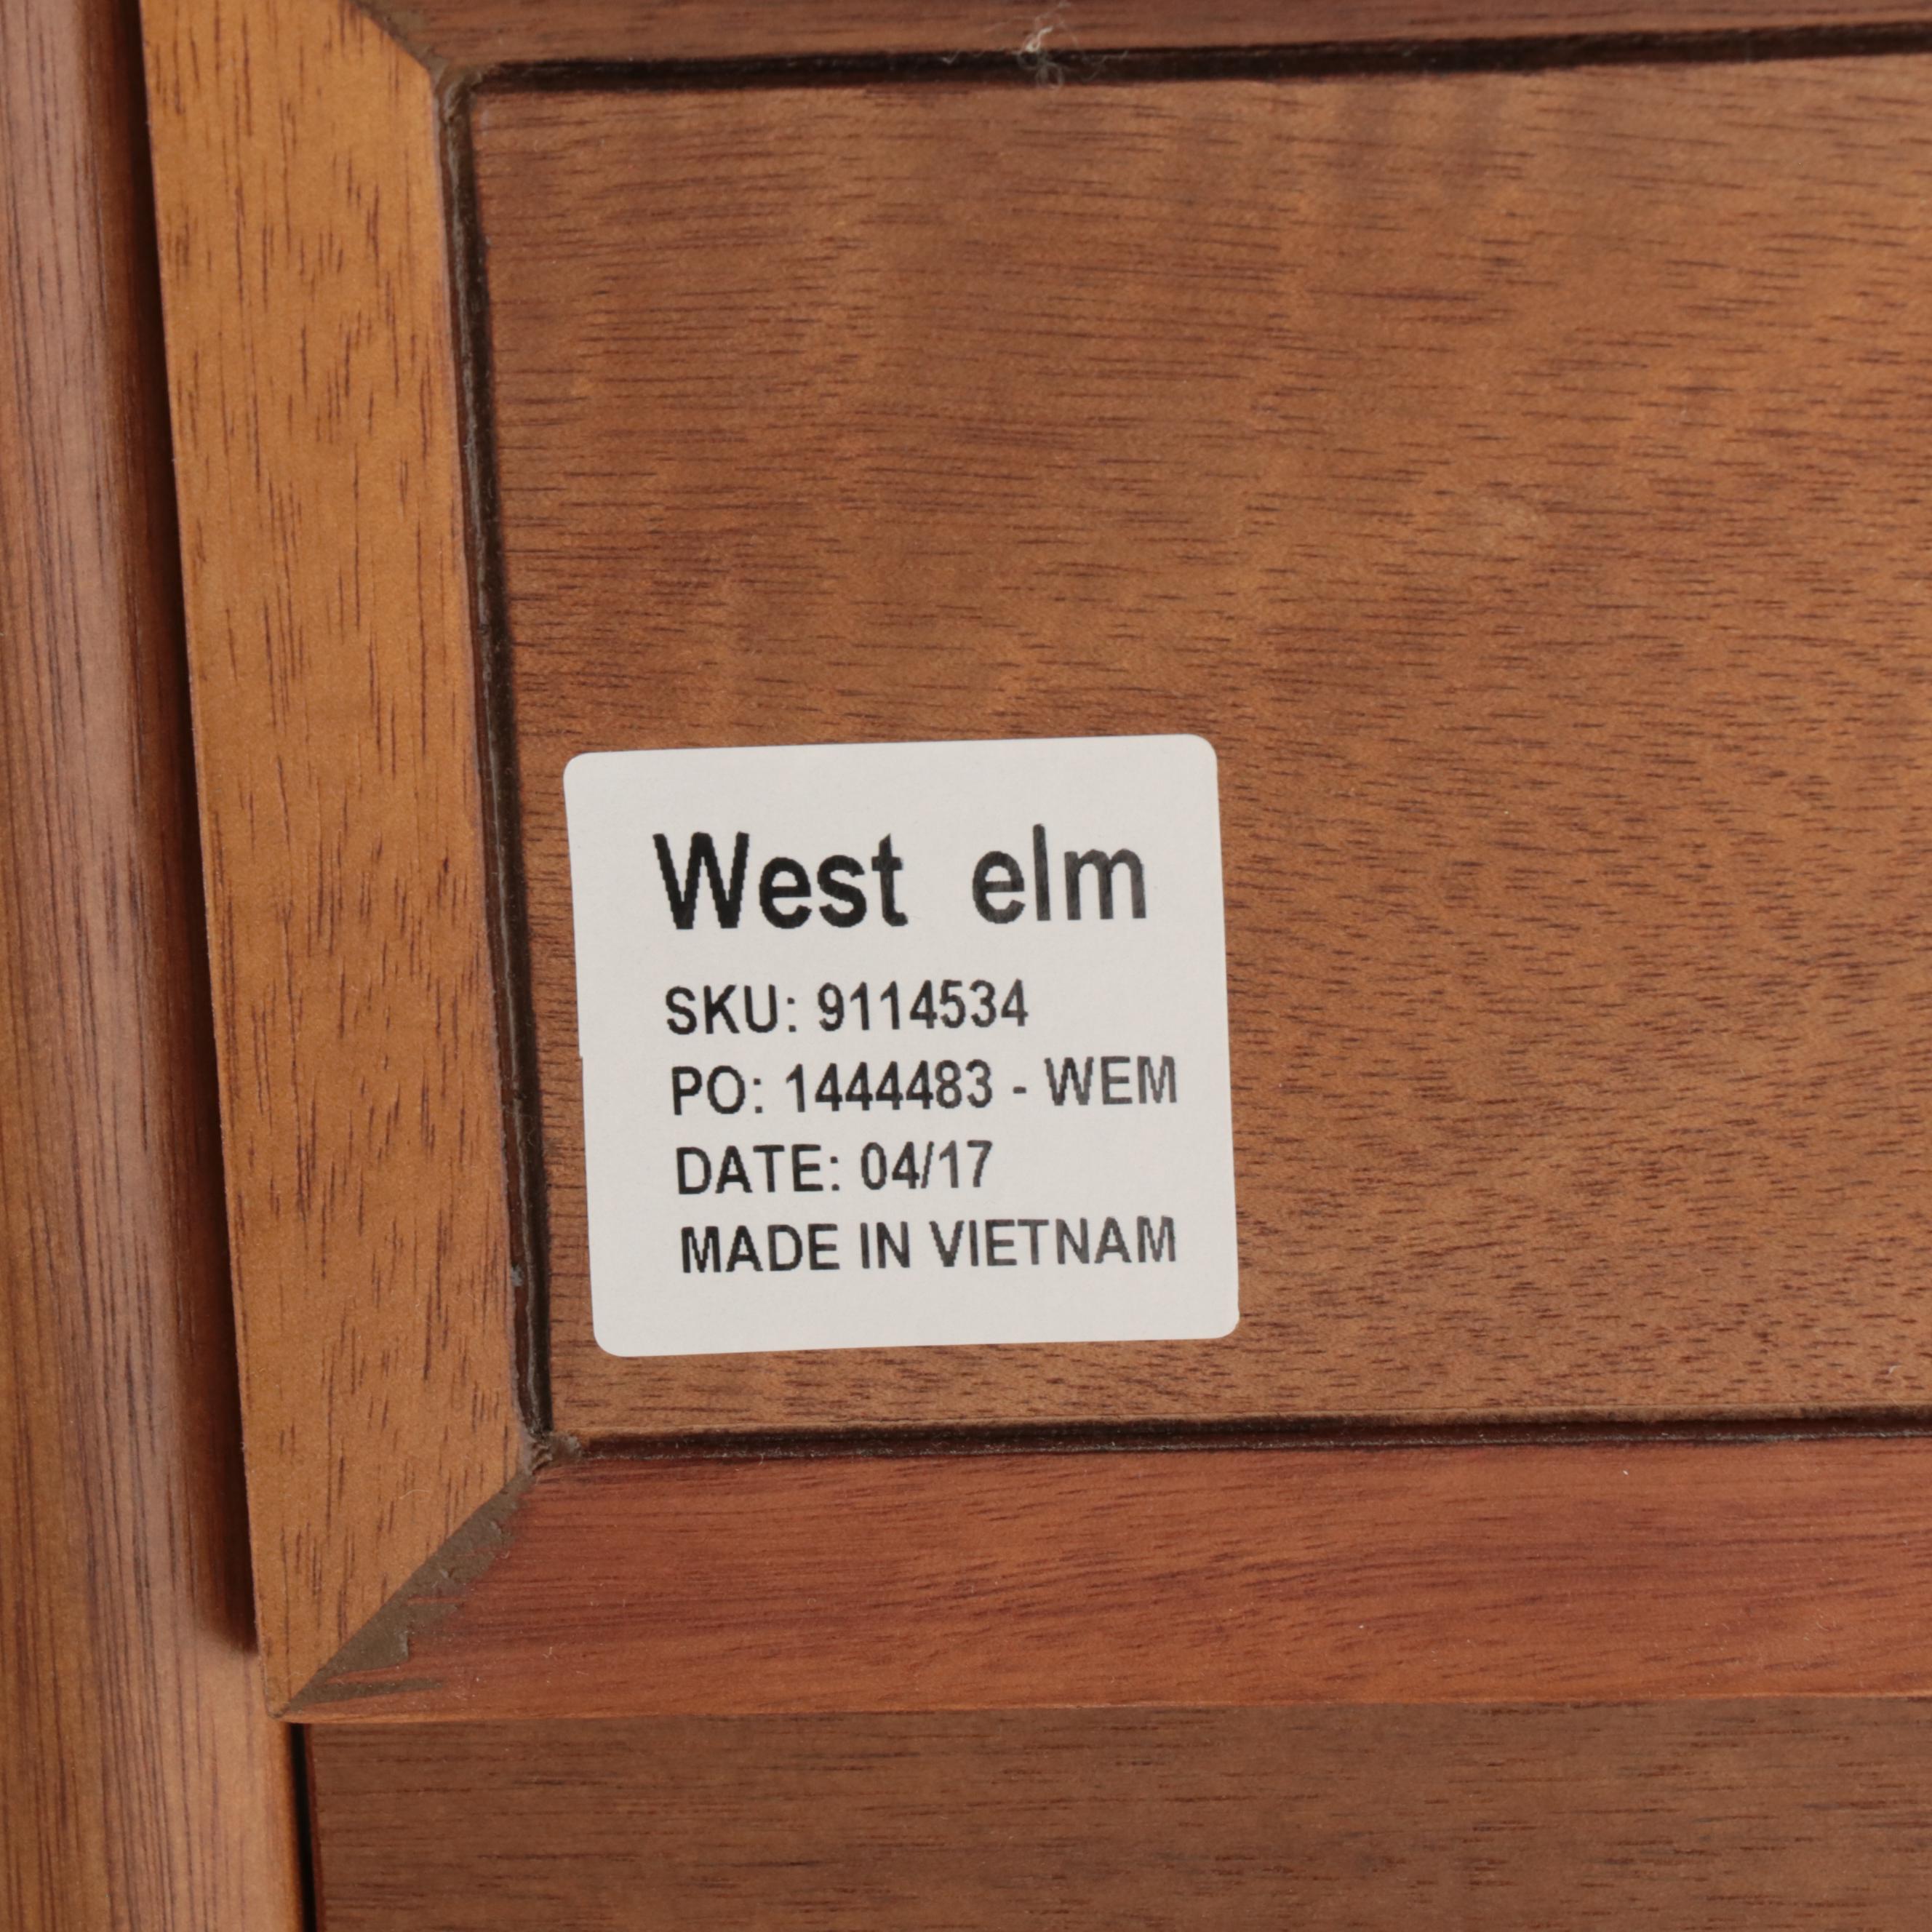 West elm
SKU: 9114534
PO: 1444483 - WEM
DATE: 04/17
MADE IN VIETNAM